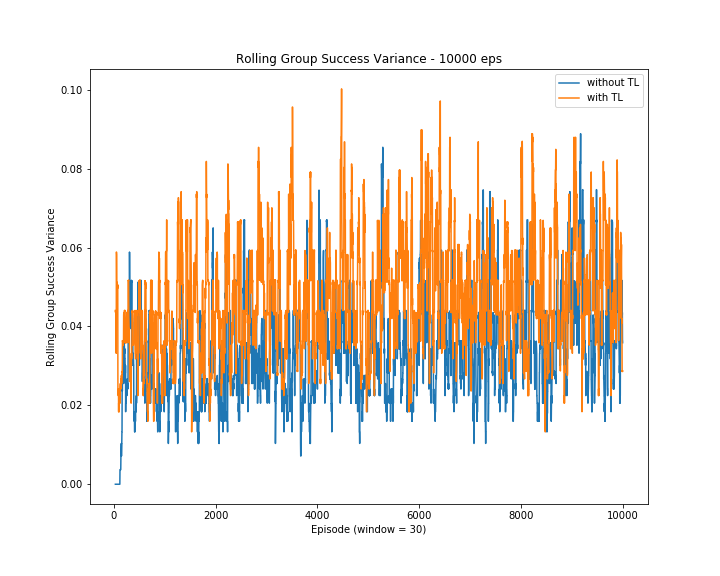 Rolling Group Success Variance - 10000 eps
without TL
with TL
Rolling Group Success Variance
0.10
0.08
0.06
0.04
0.02
0.00
0
2000
4000
6000
8000
10000
Episode (window = 30)